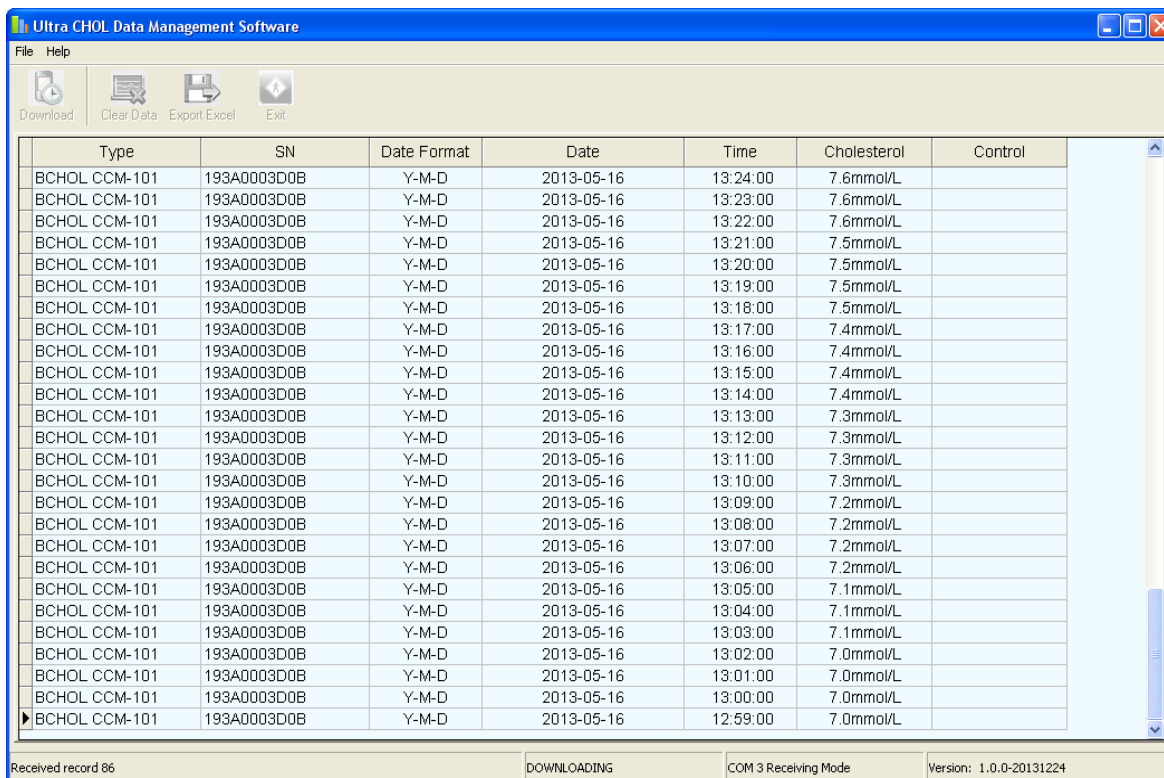 Ultra CHOL Data Management Software
File Help
Download Clear Data Export Excel Exit
Type SN Date Format Date Time Cholesterol Control
BCHOL CCM-101 193A0003D0B Y-M-D 2013-05-16 13:24:00 7.6mmol/L
BCHOL CCM-101 193A0003D0B Y-M-D 2013-05-16 13:23:00 7.6mmol/L
BCHOL CCM-101 193A0003D0B Y-M-D 2013-05-16 13:22:00 7.6mmol/L
BCHOL CCM-101 193A0003D0B Y-M-D 2013-05-16 13:21:00 7.5mmol/L
BCHOL CCM-101 193A0003D0B Y-M-D 2013-05-16 13:20:00 7.5mmol/L
BCHOL CCM-101 193A0003D0B Y-M-D 2013-05-16 13:19:00 7.5mmol/L
BCHOL CCM-101 193A0003D0B Y-M-D 2013-05-16 13:18:00 7.5mmol/L
BCHOL CCM-101 193A0003D0B Y-M-D 2013-05-16 13:17:00 7.4mmol/L
BCHOL CCM-101 193A0003D0B Y-M-D 2013-05-16 13:16:00 7.4mmol/L
BCHOL CCM-101 193A0003D0B Y-M-D 2013-05-16 13:15:00 7.4mmol/L
BCHOL CCM-101 193A0003D0B Y-M-D 2013-05-16 13:14:00 7.4mmol/L
BCHOL CCM-101 193A0003D0B Y-M-D 2013-05-16 13:13:00 7.3mmol/L
BCHOL CCM-101 193A0003D0B Y-M-D 2013-05-16 13:12:00 7.3mmol/L
BCHOL CCM-101 193A0003D0B Y-M-D 2013-05-16 13:11:00 7.3mmol/L
BCHOL CCM-101 193A0003D0B Y-M-D 2013-05-16 13:10:00 7.3mmol/L
BCHOL CCM-101 193A0003D0B Y-M-D 2013-05-16 13:09:00 7.2mmol/L
BCHOL CCM-101 193A0003D0B Y-M-D 2013-05-16 13:08:00 7.2mmol/L
BCHOL CCM-101 193A0003D0B Y-M-D 2013-05-16 13:07:00 7.2mmol/L
BCHOL CCM-101 193A0003D0B Y-M-D 2013-05-16 13:06:00 7.2mmol/L
BCHOL CCM-101 193A0003D0B Y-M-D 2013-05-16 13:05:00 7.1mmol/L
BCHOL CCM-101 193A0003D0B Y-M-D 2013-05-16 13:04:00 7.1mmol/L
BCHOL CCM-101 193A0003D0B Y-M-D 2013-05-16 13:03:00 7.1mmol/L
BCHOL CCM-101 193A0003D0B Y-M-D 2013-05-16 13:02:00 7.0mmol/L
BCHOL CCM-101 193A0003D0B Y-M-D 2013-05-16 13:01:00 7.0mmol/L
BCHOL CCM-101 193A0003D0B Y-M-D 2013-05-16 13:00:00 7.0mmol/L
BCHOL CCM-101 193A0003D0B Y-M-D 2013-05-16 12:59:00 7.0mmol/L
Received record 86 DOWNLOADING COM 3 Receiving Mode Version: 1.0.0-20131224